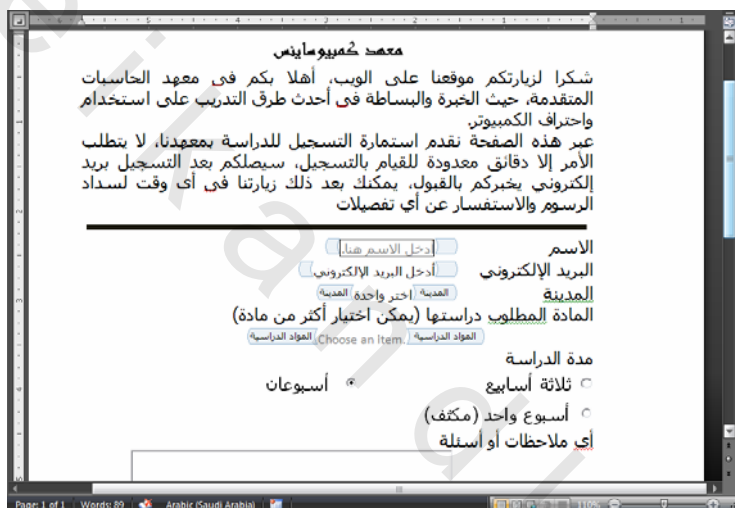 معهد كمبيوساينس
شكرا لزيارتكم موقعنا على الويب، أهلا بكم فى معهد الحاسبات
المتقدمة، حيث الخبرة والبساطة فى أحدث طرق التدريب على استخدام
واحتراف الكمبيوتر.
عبر هذه الصفحة نقدم استمارة التسجيل للدراسة بمعهدنا، لا يتطلب
الأمر إلا دقائق معدودة للقيام بالتسجيل، سيصلكم بعد التسجيل بريد
إلكتروني يخبركم بالقبول، يمكنك بعد ذلك زيارتنا فى أى وقت لسداد
الرسوم والاستفسار عن أي تفصيلات
الاسم أدخل الاسم هنا.
البريد الإلكتروني أدخل البريد الإلكتروني
المدينة المدينة اختر واحدة المدينة
المادة المطلوب دراستها (يمكن اختيار أكثر من مادة)
المواد الدراسية Choose an Item. المواد الدراسية
مدة الدراسة
ثلاثة أسابيع أسبوعان
أسبوع واحد (مكثف)
أي ملاحظات أو أسئلة
Page: 1 of 1 Words: 89 Arabic (Saudi Arabia) 110%